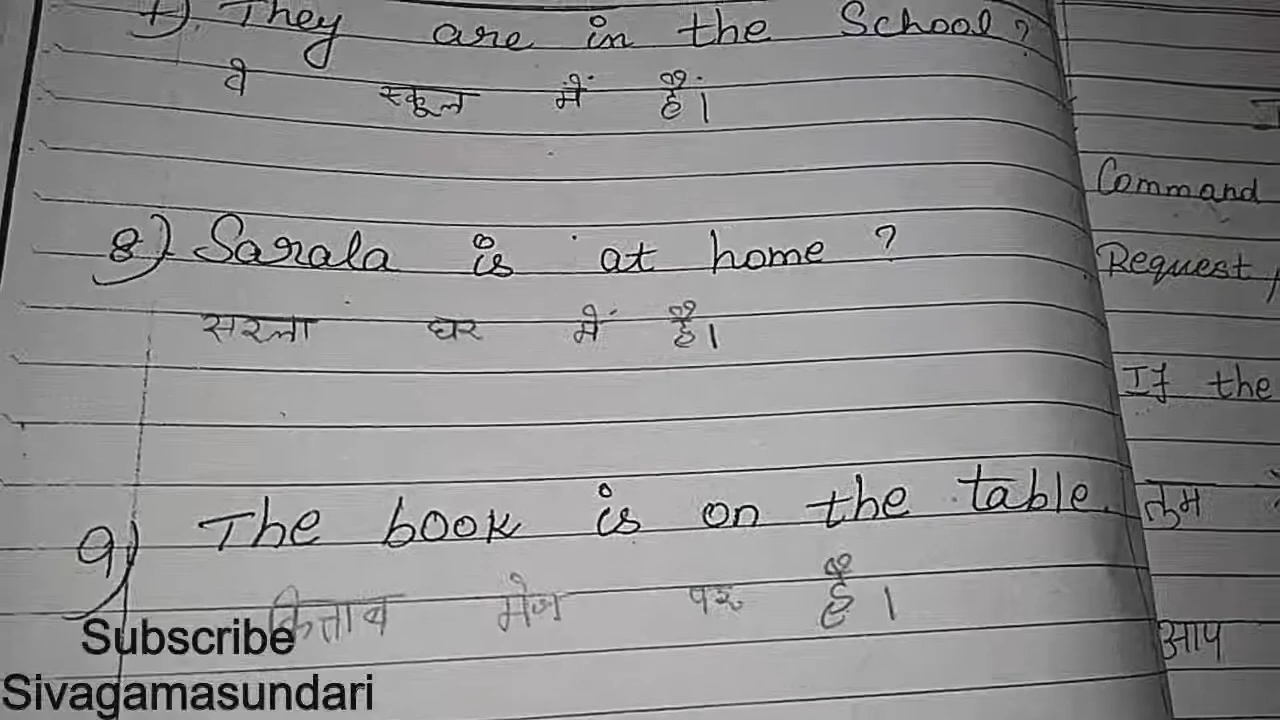 7) They are in the School?
वे स्कूल में हैं।
8) Sarala is at home ?
सरला घर में है।
9) The book is on the table.
किताब मेज पर है।
Command
Request,
If the
तुम
आप
Subscribe
Sivagamasundari